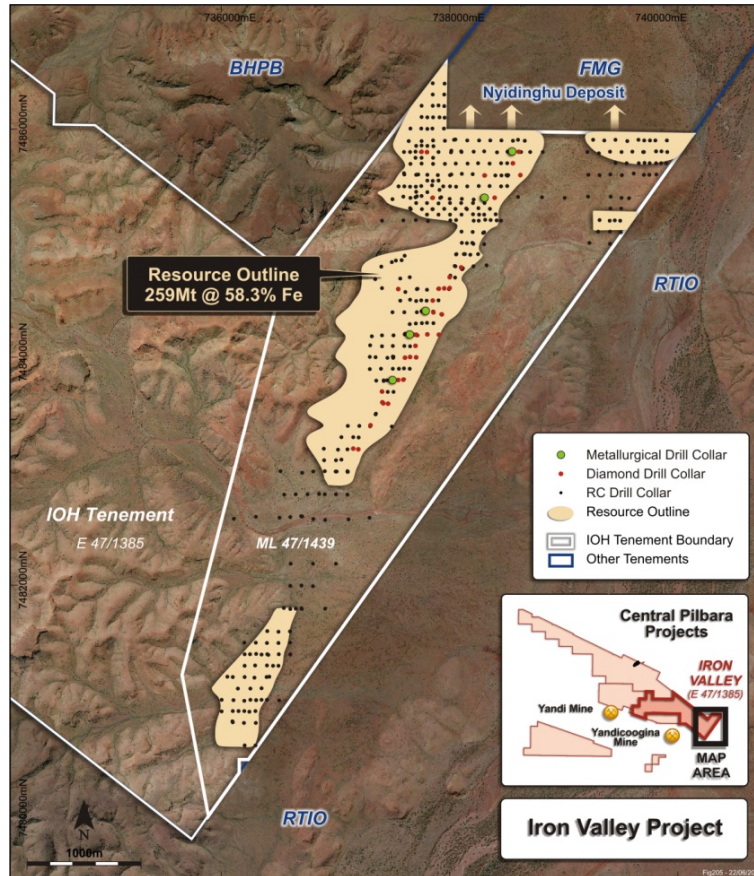 736000mE
738000mE
740000mE
BHPB
FMG
Nyidinghu Deposit
7486000mN
Resource Outline
259Mt @ 58.3% Fe
RTIO
7484000mN
Metallurgical Drill Collar
Diamond Drill Collar
RC Drill Collar
Resource Outline
IOH Tenement Boundary
Other Tenements
IOH Tenement
E 47/1385
ML 47/1439
7482000mN
Central Pilbara
Projects
IRON
VALLEY
(E 47/1385)
Yandi Mine
Yandicoogina
Mine
MAP
AREA
7480000mN
N
1000m
RTIO
Iron Valley Project